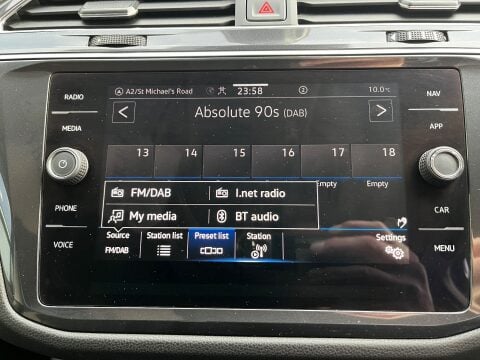 RADIO
MEDIA
PHONE
VOICE
NAV
APP
CAR
MENU
A2/St Michael's Road 23:58 10.0°C
Absolute 90s (DAB)
13 14 15 16 17 18
Empty Empty
FM/DAB I.net radio
My media BT audio
Source Station list Preset list Station Settings
FM/DAB